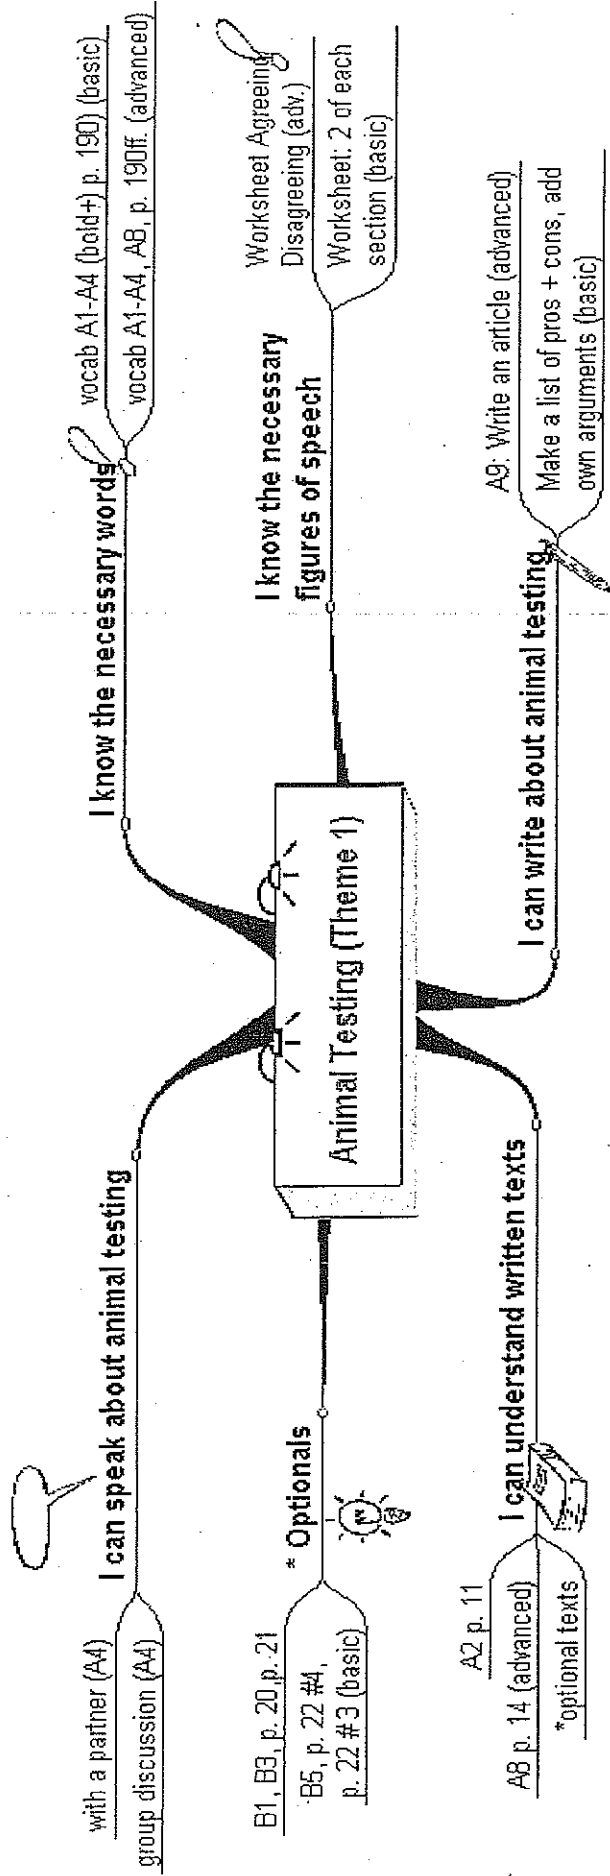 I can speak about animal testing
with a partner (A4)
group discussion (A4)
* Optionals
B1, B3, p. 20,p. 21
B5, p. 22 #4,
p. 22 # 3 (basic)
I can understand written texts
A2 p. 11
A8 p. 14 (advanced)
*optional texts
Animal Testing (Theme 1)
I know the necessary words
vocab A1-A4 (bold+) p. 190) (basic)
vocab A1-A4, A8, p. 190ff. (advanced)
I know the necessary
figures of speech
Worksheet Agreeing
Disagreeing (adv.)
Worksheet: 2 of each
section (basic)
I can write about animal testing
A9: Write an article (advanced)
Make a list of pros + cons, add
own arguments (basic)